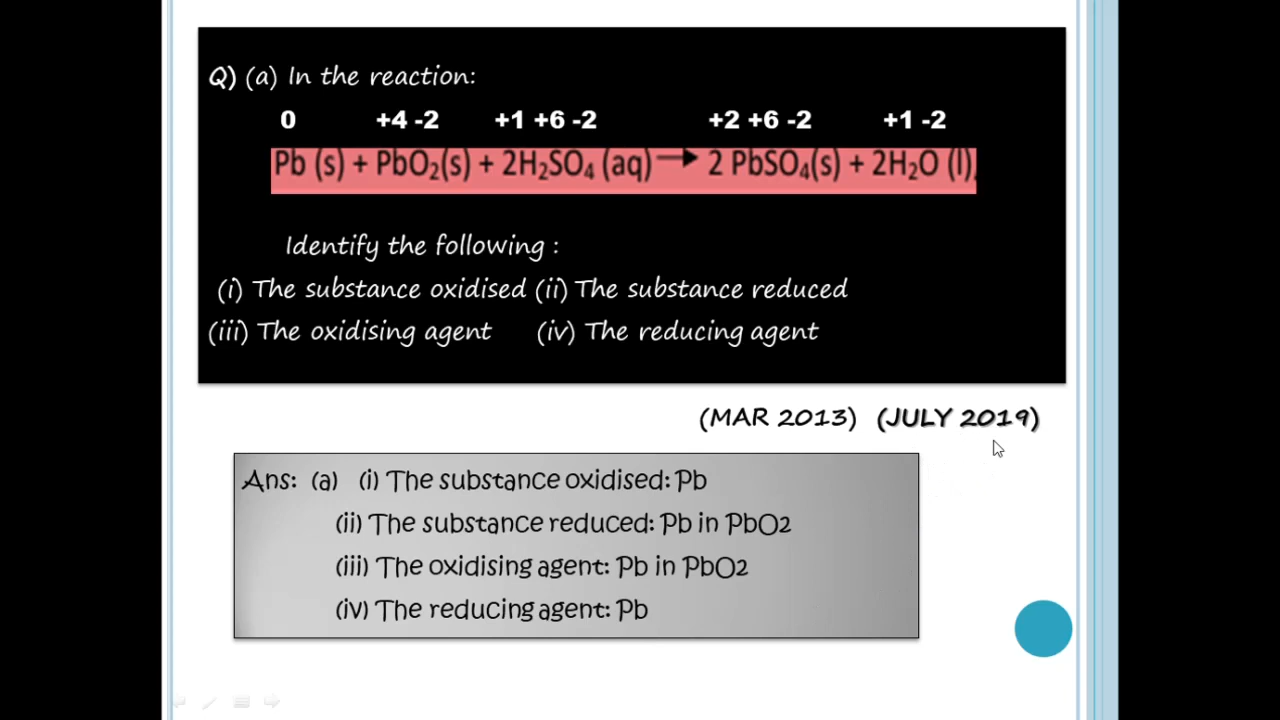 Q) (a) In the reaction:
0 +4 -2 +1 +6 -2 +2 +6 -2 +1 -2
Pb (s) + PbO₂(s) + 2H₂SO₄ (aq) → 2 PbSO₄(s) + 2H₂O (l),
Identify the following :
(i) The substance oxidised (ii) The substance reduced
(iii) The oxidising agent (iv) The reducing agent
(MAR 2013) (JULY 2019)
Ans: (a) (i) The substance oxidised: Pb
(ii) The substance reduced: Pb in PbO2
(iii) The oxidising agent: Pb in PbO2
(iv) The reducing agent: Pb